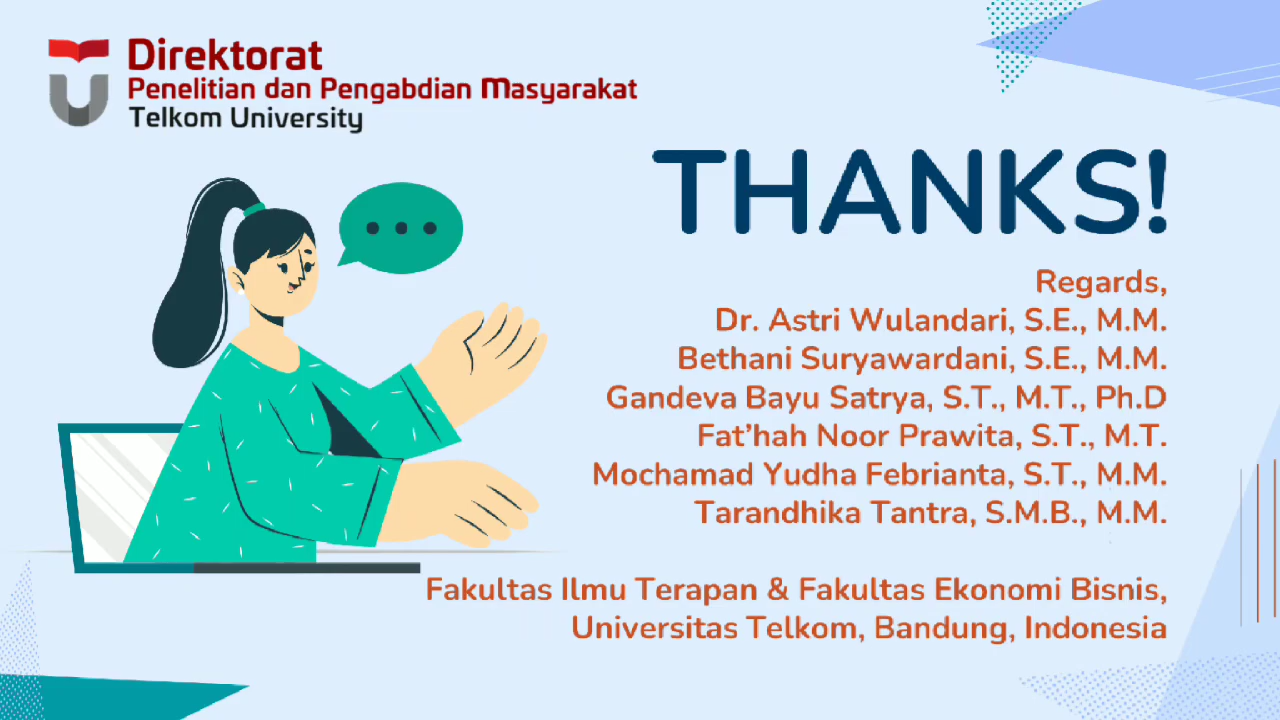 Direktorat
Penelitian dan Pengabdian Masyarakat
Telkom University
THANKS!
Regards,
Dr. Astri Wulandari, S.E., M.M.
Bethani Suryawardani, S.E., M.M.
Gandeva Bayu Satrya, S.T., M.T., Ph.D
Fat’hah Noor Prawita, S.T., M.T.
Mochamad Yudha Febrianta, S.T., M.M.
Tarandhika Tantra, S.M.B., M.M.
Fakultas Ilmu Terapan & Fakultas Ekonomi Bisnis,
Universitas Telkom, Bandung, Indonesia